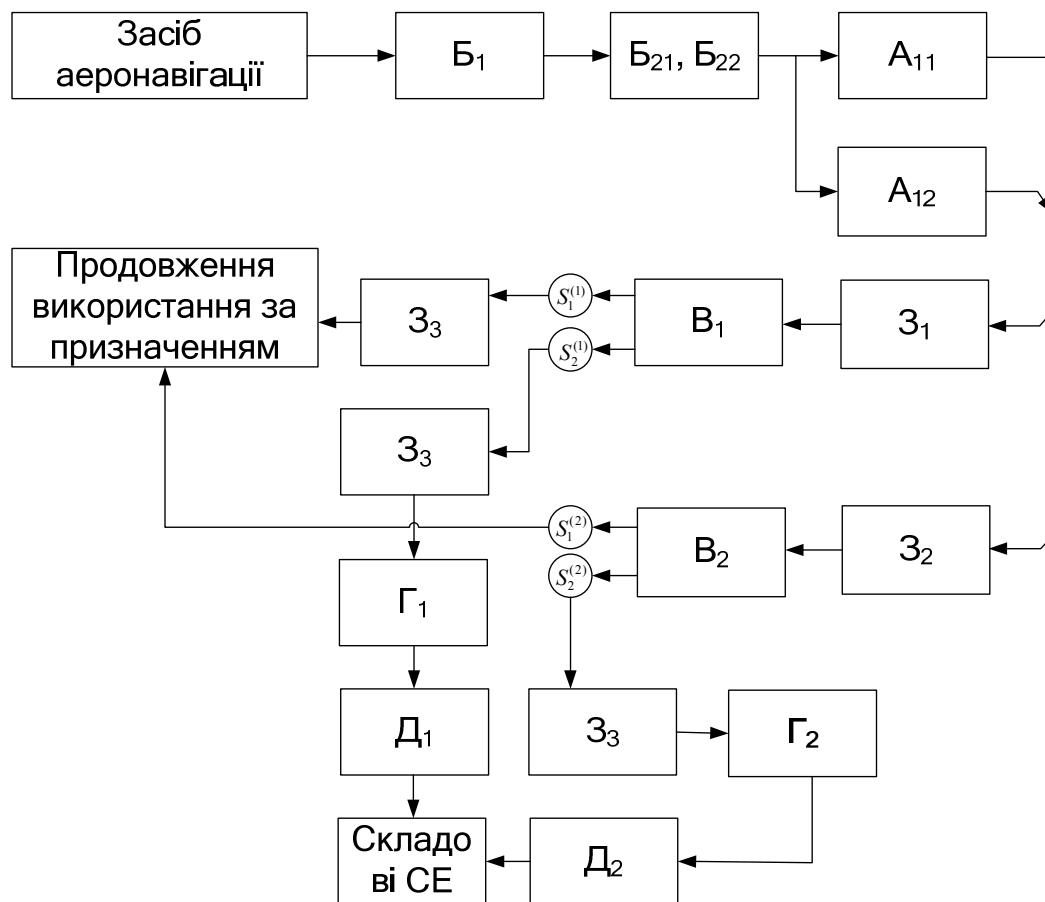 Засіб
аеронавігації
Б₁
Б₂₁, Б₂₂
А₁₁
А₁₂
Продовження
використання за
призначенням
З₃
S₁⁽¹⁾
S₂⁽¹⁾
В₁
З₁
З₃
S₁⁽²⁾
S₂⁽²⁾
В₂
З₂
Г₁
Д₁
З₃
Г₂
Складо
ві СЕ
Д₂